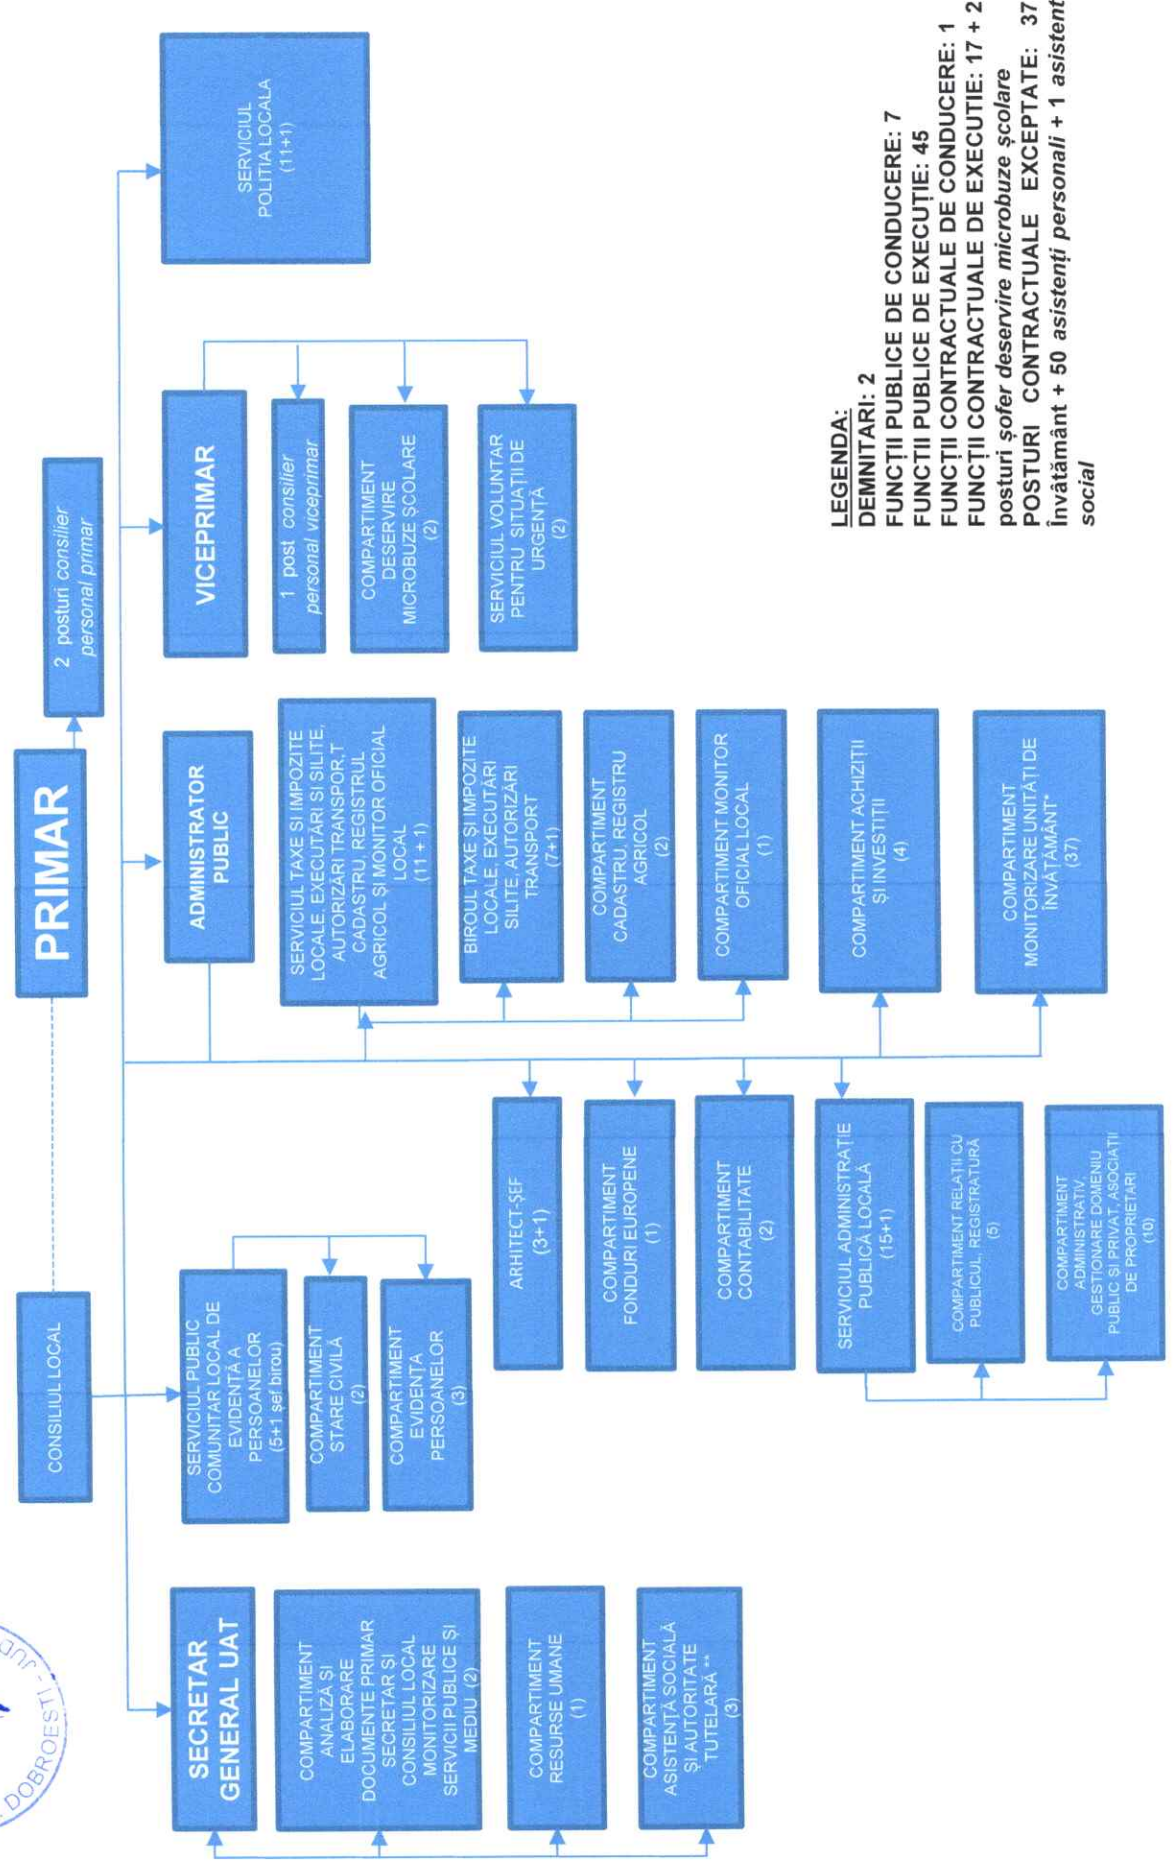 DOBROEȘTI - JUD
CONSILIUL LOCAL
PRIMAR
2 posturi consilier
personal primar
SECRETAR
GENERAL UAT
COMPARTIMENT
ANALIZĂ ȘI
ELABORARE
DOCUMENTE PRIMAR
SECRETAR ȘI
CONSILIUL LOCAL
MONITORIZARE
SERVICII PUBLICE ȘI
MEDIU (2)
COMPARTIMENT
RESURSE UMANE
(1)
COMPARTIMENT
ASISTENȚĂ SOCIALĂ
ȘI AUTORITATE
TUTELARĂ **
(3)
SERVICIUL PUBLIC
COMUNITAR LOCAL DE
EVIDENȚĂ A
PERSOANELOR
(5+1 șef birou)
COMPARTIMENT
STARE CIVILĂ
(2)
COMPARTIMENT
EVIDENȚA
PERSOANELOR
(3)
ARHITECT-ȘEF
(3+1)
COMPARTIMENT
FONDURI EUROPENE
(1)
COMPARTIMENT
CONTABILITATE
(2)
SERVICIUL ADMINISTRAȚIE
PUBLICĂ LOCALĂ
(15+1)
COMPARTIMENT RELAȚII CU
PUBLICUL, REGISTRATURĂ
(5)
COMPARTIMENT
ADMINISTRATIV,
GESTIONARE DOMENIU
PUBLIC ȘI PRIVAT, ASOCIAȚII
DE PROPRIETARI
(10)
ADMINISTRATOR
PUBLIC
SERVICIUL TAXE SI IMPOZITE
LOCALE, EXECUTĂRI SI SILITE,
AUTORIZĂRI TRANSPOR,T
CADASTRU, REGISTRUL
AGRICOL ȘI MONITOR OFICIAL
LOCAL
(11 + 1)
BIROUL TAXE ȘI IMPOZITE
LOCALE, EXECUTĂRI
SILITE, AUTORIZĂRI
TRANSPORT
(7+1)
COMPARTIMENT
CADASTRU, REGISTRU
AGRICOL
(2)
COMPARTIMENT MONITOR
OFICIAL LOCAL
(1)
COMPARTIMENT ACHIZIȚII
ȘI INVESTIȚII
(4)
COMPARTIMENT
MONITORIZARE UNITĂȚI DE
ÎNVĂȚĂMÂNT*
(37)
VICEPRIMAR
1 post consilier
personal viceprimar
COMPARTIMENT
DESERVIRE
MICROBUZE ȘCOLARE
(2)
SERVICIUL VOLUNTAR
PENTRU SITUAȚII DE
URGENȚĂ
(2)
SERVICIUL
POLITIA LOCALA
(11+1)
LEGENDA:
DEMNITARI: 2
FUNCȚII PUBLICE DE CONDUCERE: 7
FUNCȚII PUBLICE DE EXECUȚIE: 45
FUNCȚII CONTRACTUALE DE CONDUCERE: 1
FUNCȚII CONTRACTUALE DE EXECUȚIE: 17 + 2
posturi șofer deservire microbuze școlare
POSTURI CONTRACTUALE EXCEPTATE: 37
Învătământ + 50 asistenți personali + 1 asistent
social